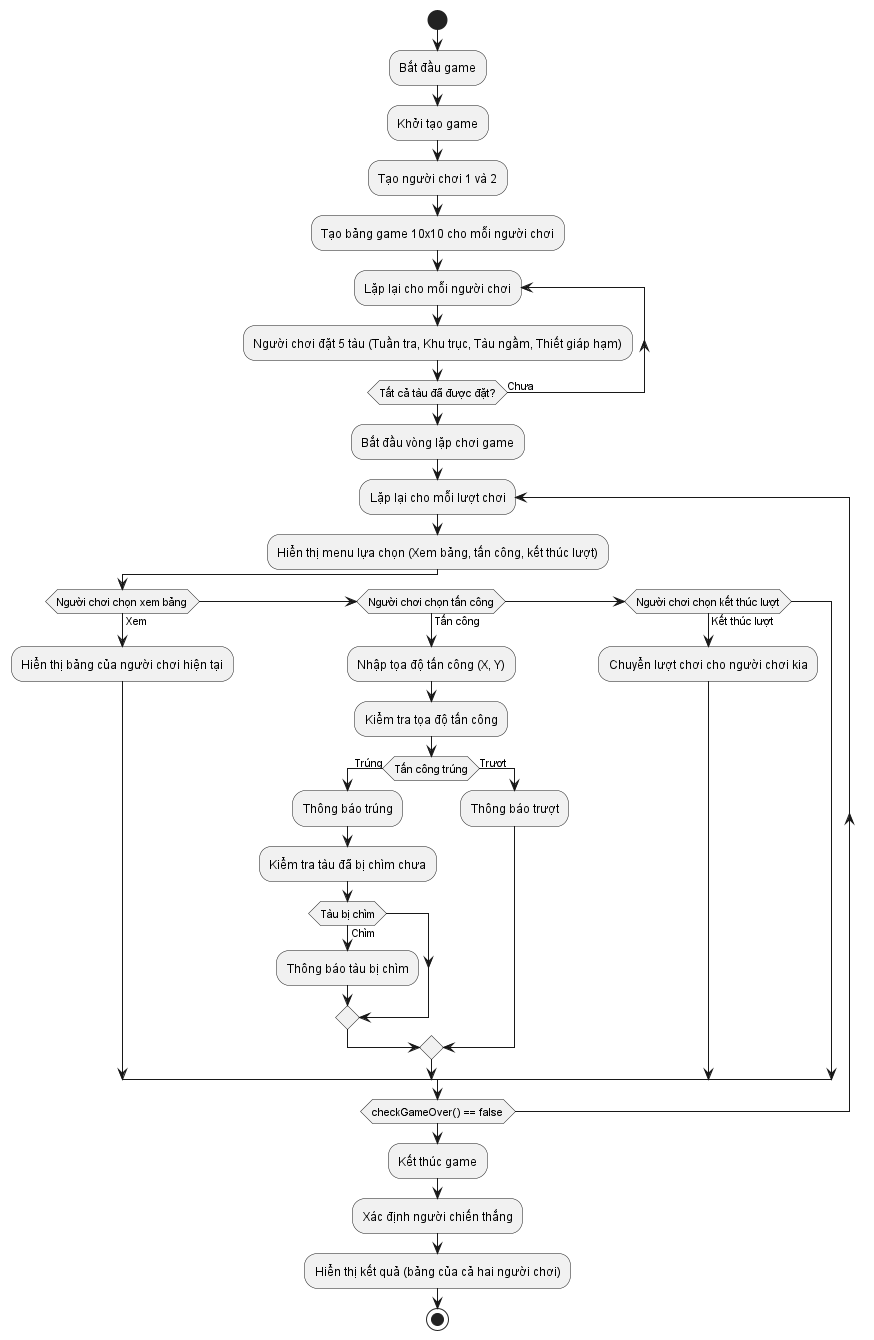 Bắt đầu game
Khởi tạo game
Tạo người chơi 1 và 2
Tạo bảng game 10x10 cho mỗi người chơi
Lặp lại cho mỗi người chơi
Người chơi đặt 5 tàu (Tuần tra, Khu trục, Tàu ngầm, Thiết giáp hạm)
Tất cả tàu đã được đặt?
Chưa
Bắt đầu vòng lặp chơi game
Lặp lại cho mỗi lượt chơi
Hiển thị menu lựa chọn (Xem bảng, tấn công, kết thúc lượt)
Người chơi chọn xem bảng
Người chơi chọn tấn công
Người chơi chọn kết thúc lượt
Xem
Tấn công
Kết thúc lượt
Hiển thị bảng của người chơi hiện tại
Nhập tọa độ tấn công (X, Y)
Chuyển lượt chơi cho người chơi kia
Kiểm tra tọa độ tấn công
Trúng
Tấn công trúng
Trượt
Thông báo trúng
Thông báo trượt
Kiểm tra tàu đã bị chìm chưa
Tàu bị chìm
Chìm
Thông báo tàu bị chìm
checkGameOver() == false
Kết thúc game
Xác định người chiến thắng
Hiển thị kết quả (bảng của cả hai người chơi)